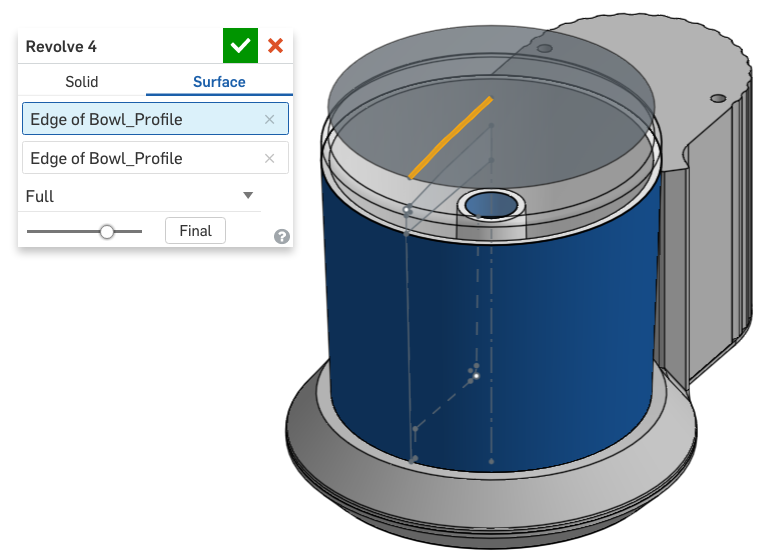 Revolve 4
Solid Surface
Edge of Bowl_Profile
Edge of Bowl_Profile
Full
Final
?